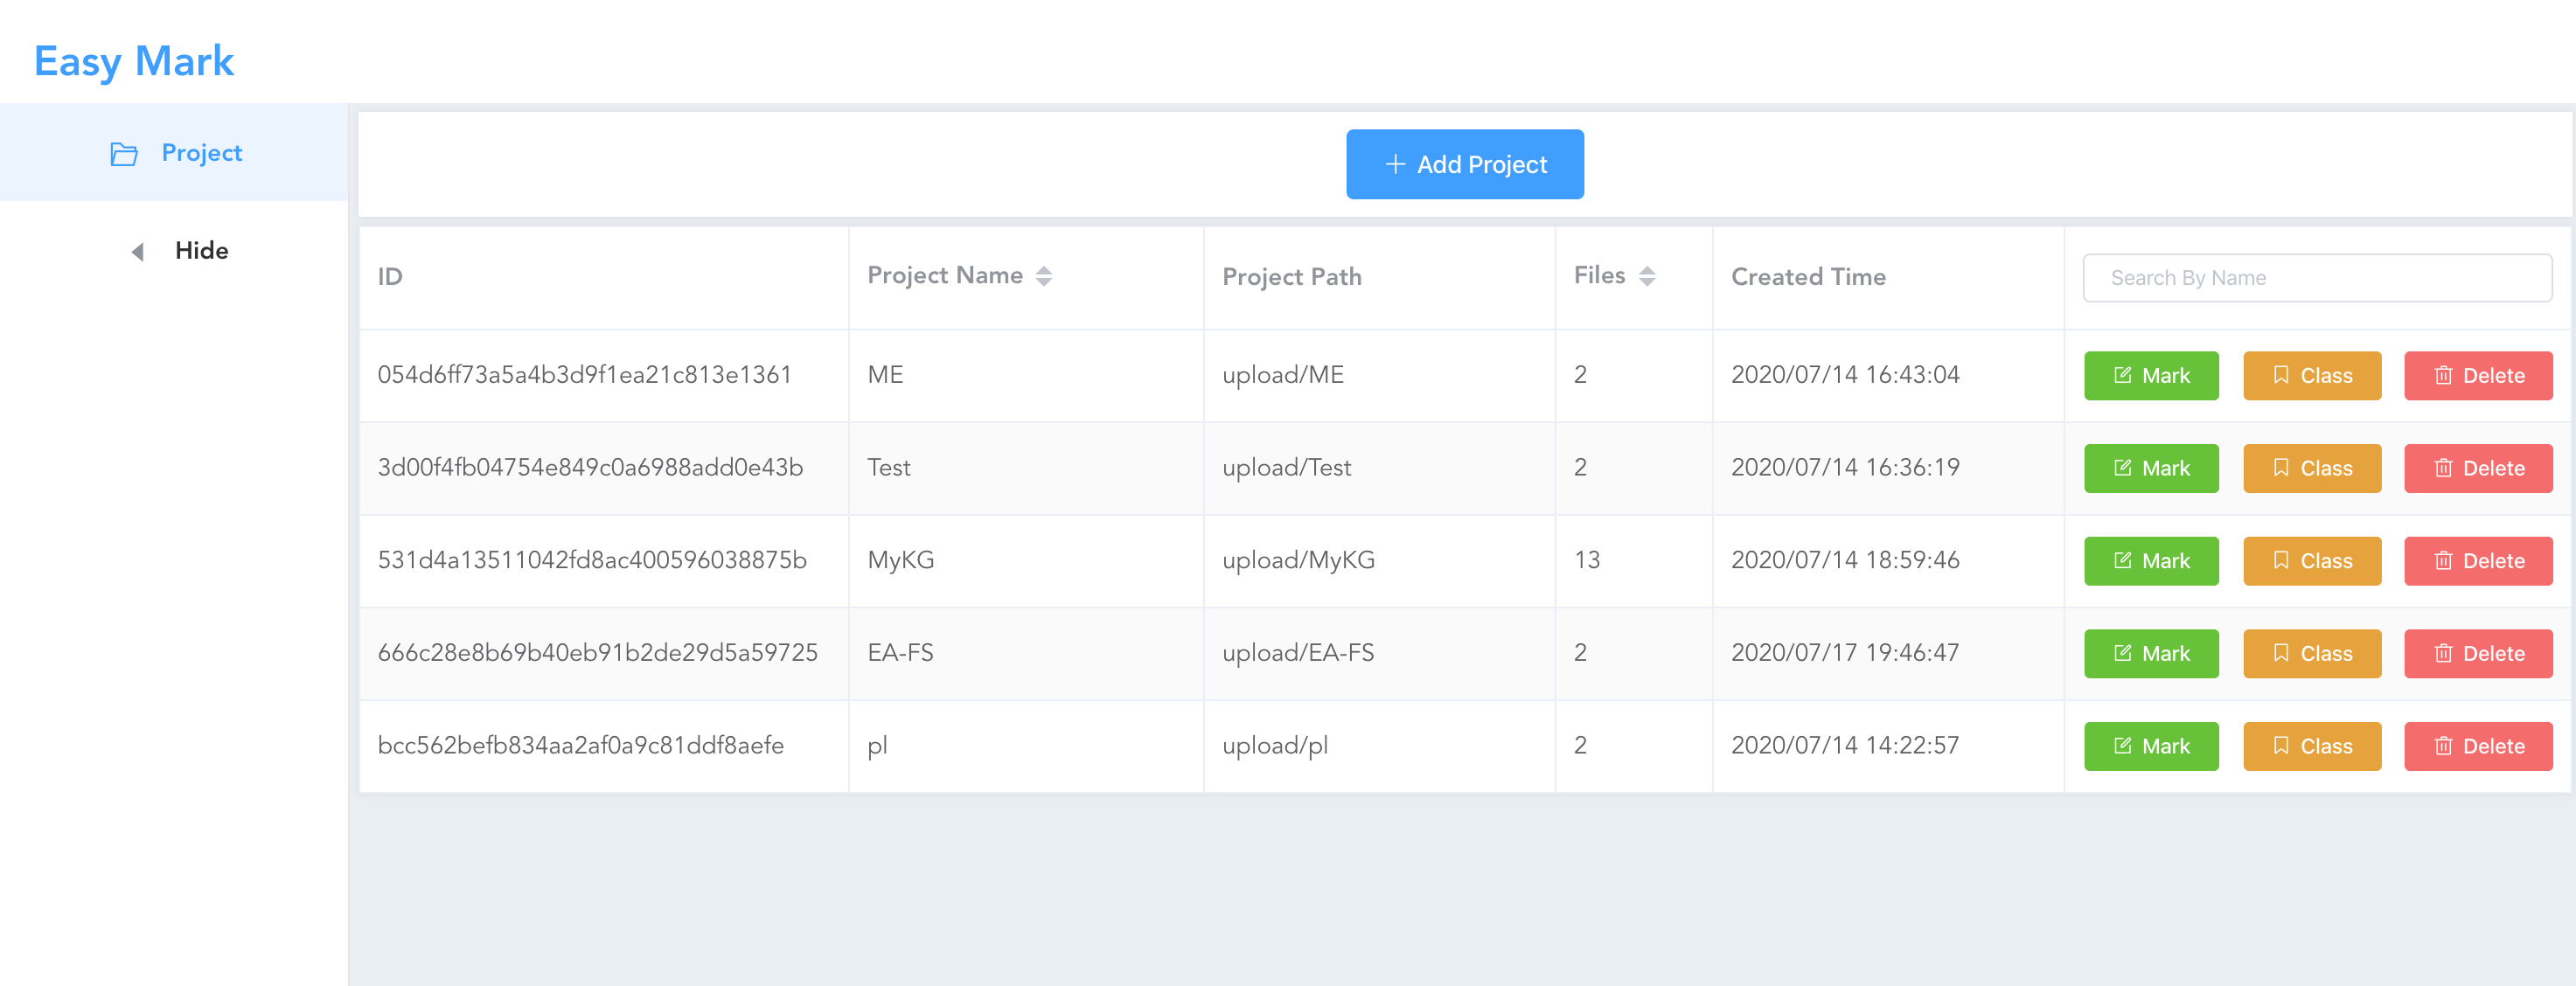 Easy Mark
Project
Hide
Add Project
ID Project Name Project Path Files Created Time Search By Name
054d6ff73a5a4b3d9f1ea21c813e1361 ME upload/ME 2 2020/07/14 16:43:04 Mark Class Delete
3d00f4fb04754e849c0a6988add0e43b Test upload/Test 2 2020/07/14 16:36:19 Mark Class Delete
531d4a13511042fd8ac400596038875b MyKG upload/MyKG 13 2020/07/14 18:59:46 Mark Class Delete
666c28e8b69b40eb91b2de29d5a59725 EA-FS upload/EA-FS 2 2020/07/17 19:46:47 Mark Class Delete
bcc562befb834aa2af0a9c81ddf8aefe pl upload/pl 2 2020/07/14 14:22:57 Mark Class Delete